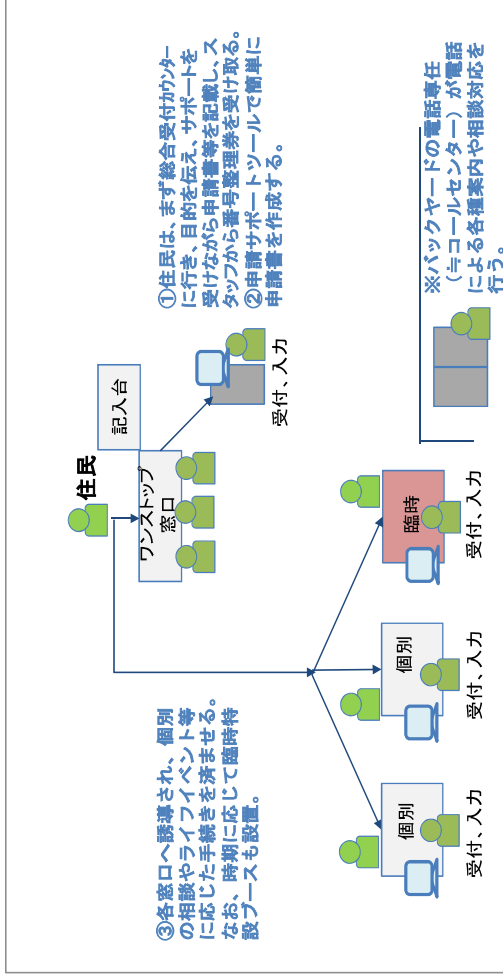 ①住民は、まず総合受付カウンター
に行き、目的を伝え、サポートを
受けながら申請書等を記載し、ス
タッフから番号整理券を受け取る。
②申請サポートツールで簡単に
申請書を作成する。
住民
記入台
ワンストップ
窓口
受付、入力
※バックヤードの電話専任
（≒コールセンター）が電話
による各種案内や相談対応を
行う。
③各窓口へ誘導され、個別
の相談やライフイベント等
に応じた手続きを済ませる。
なお、時期に応じて臨時特
設ブースも設置。
個別
受付、入力
個別
受付、入力
臨時
受付、入力